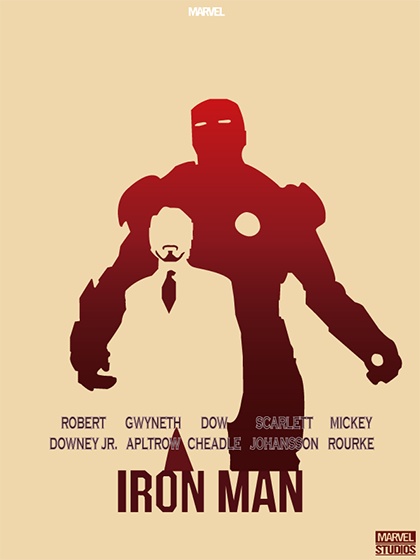 MARVEL
ROBERT GWYNETH DOW SCARLETT MICKEY
DOWNEY JR. APLTROW CHEADLE JOHANSSON ROURKE
IRON MAN
MARVEL
STUDIOS